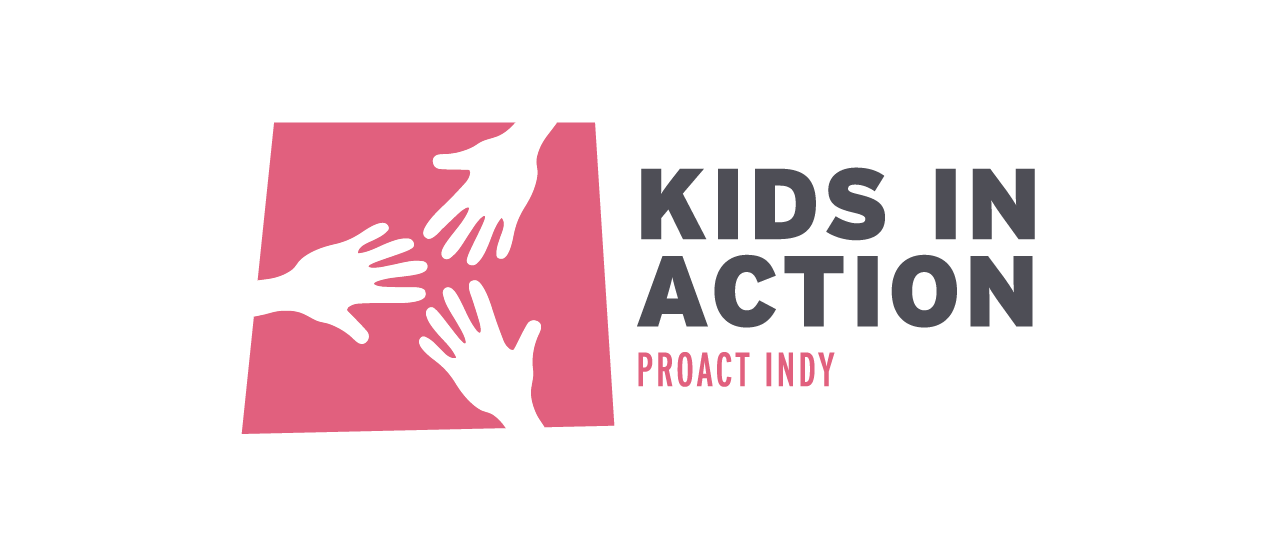 KIDS IN
ACTION
PROACT INDY